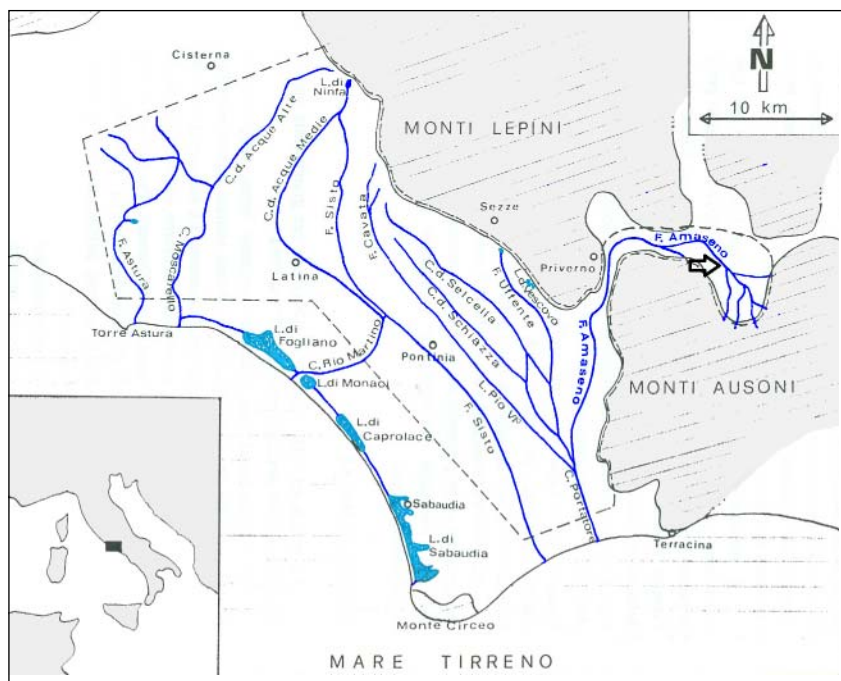 Cisterna
L. di
Ninfa
N
10 km
MONTI LEPINI
C.d. Acque Alte
C.d. Acque Medie
F. Sisto
F. Cavata
Sezze
F. Amaseno
Priverno
F. Astura
C. Moscarello
Latina
C.d. Selcella
F. Uffente
L. Vescovo
C.d. Schiazza
Torre Astura
L. di
Fogliano
C. Rio Martino
Pontinia
F. Amaseno
L. di Monaci
L. Pio VI°
MONTI AUSONI
L. di
Caprolace
F. Sisto
Sabaudia
C. Portatore
L. di
Sabaudia
Terracina
Monte Circeo
MARE TIRRENO